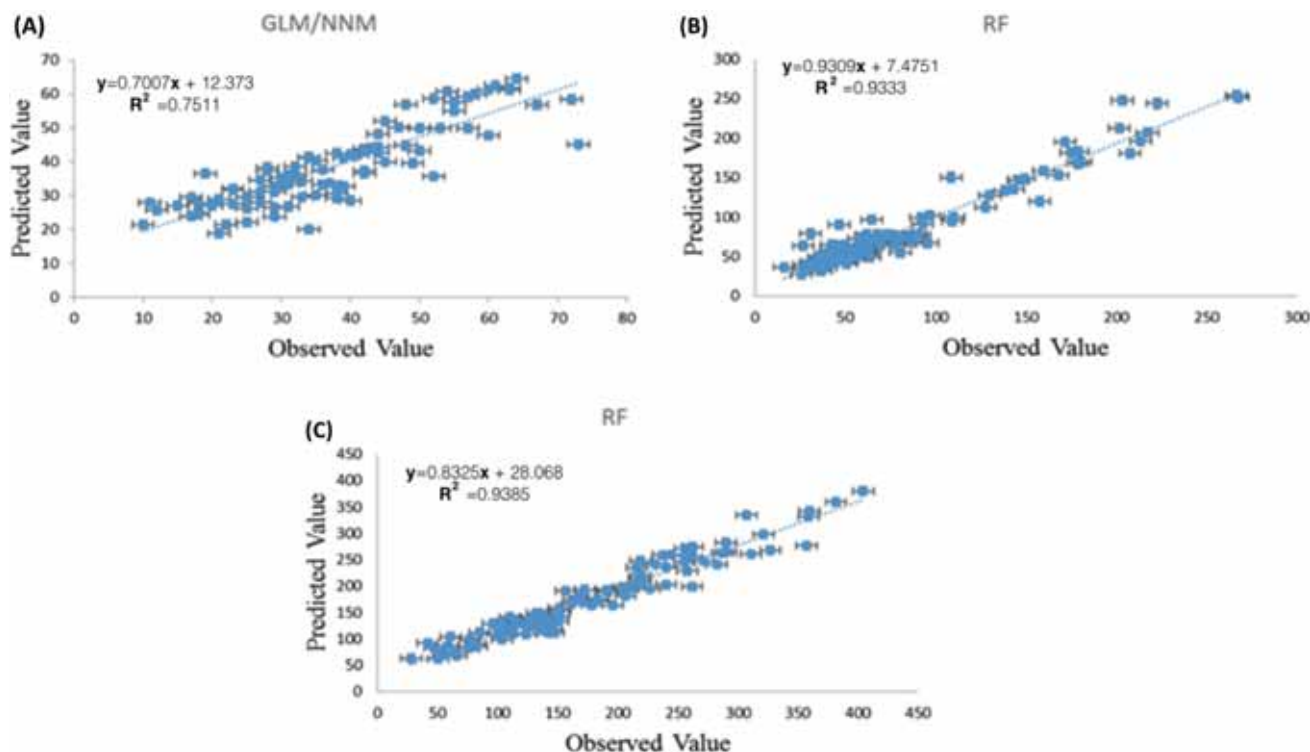 (A)
GLM/NNM
y=0.7007x + 12.373
R² =0.7511
70
60
50
40
30
20
10
0
Predicted Value
0 10 20 30 40 50 60 70 80
Observed Value
(B)
RF
y=0.9309x + 7.4751
R² =0.9333
300
250
200
150
100
50
0
Predicted Value
0 50 100 150 200 250 300
Observed Value
(C)
RF
y=0.8325x + 28.068
R² =0.9385
450
400
350
300
250
200
150
100
50
0
Predicted Value
0 50 100 150 200 250 300 350 400 450
Observed Value